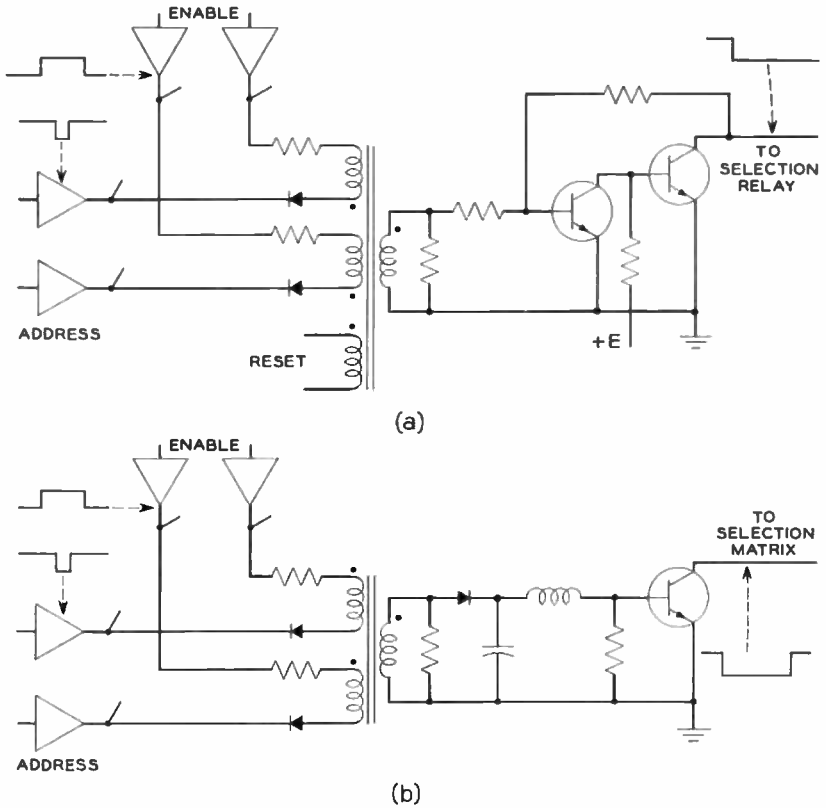 ENABLE
TO
SELECTION
RELAY
ADDRESS
RESET
+E
(a)
ENABLE
TO
SELECTION
MATRIX
ADDRESS
(b)